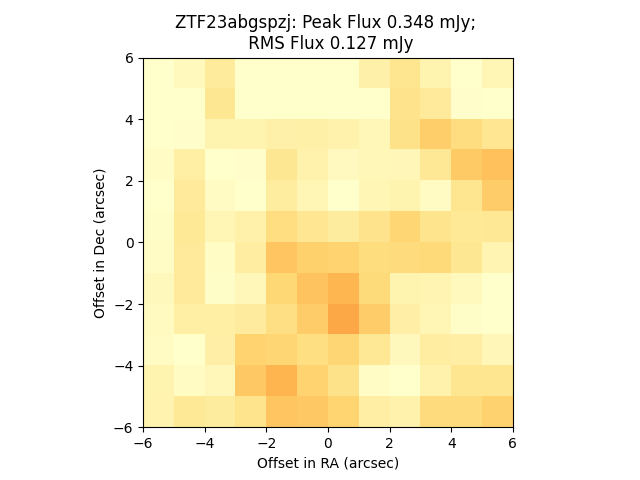 ZTF23abgspzj: Peak Flux 0.348 mJy;
RMS Flux 0.127 mJy
6
4
2
0
−2
−4
−6
Offset in Dec (arcsec)
−6 −4 −2 0 2 4 6
Offset in RA (arcsec)